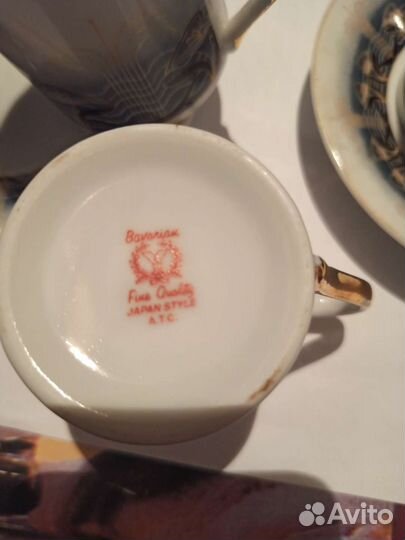 Bavarian
Fine Quality
JAPAN STYLE
A.T.C.
Avito